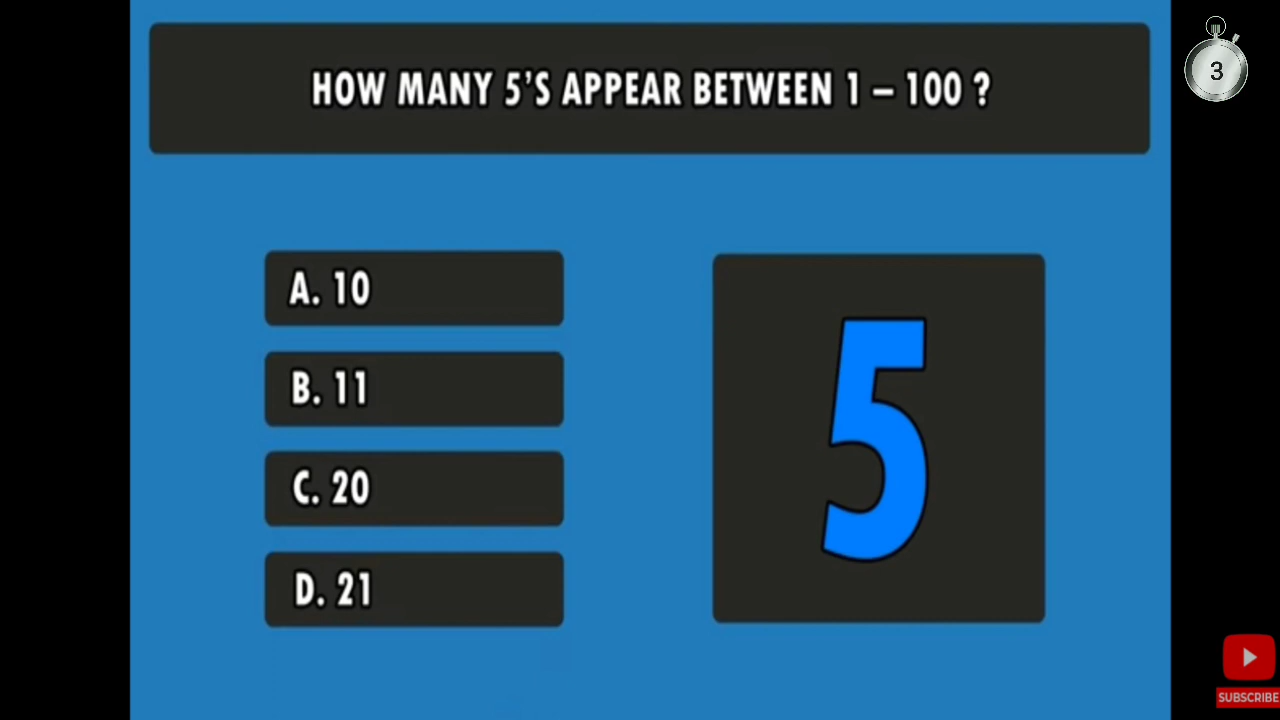 HOW MANY 5'S APPEAR BETWEEN 1 – 100 ?
3
A. 10
B. 11
C. 20
D. 21
5
SUBSCRIBE